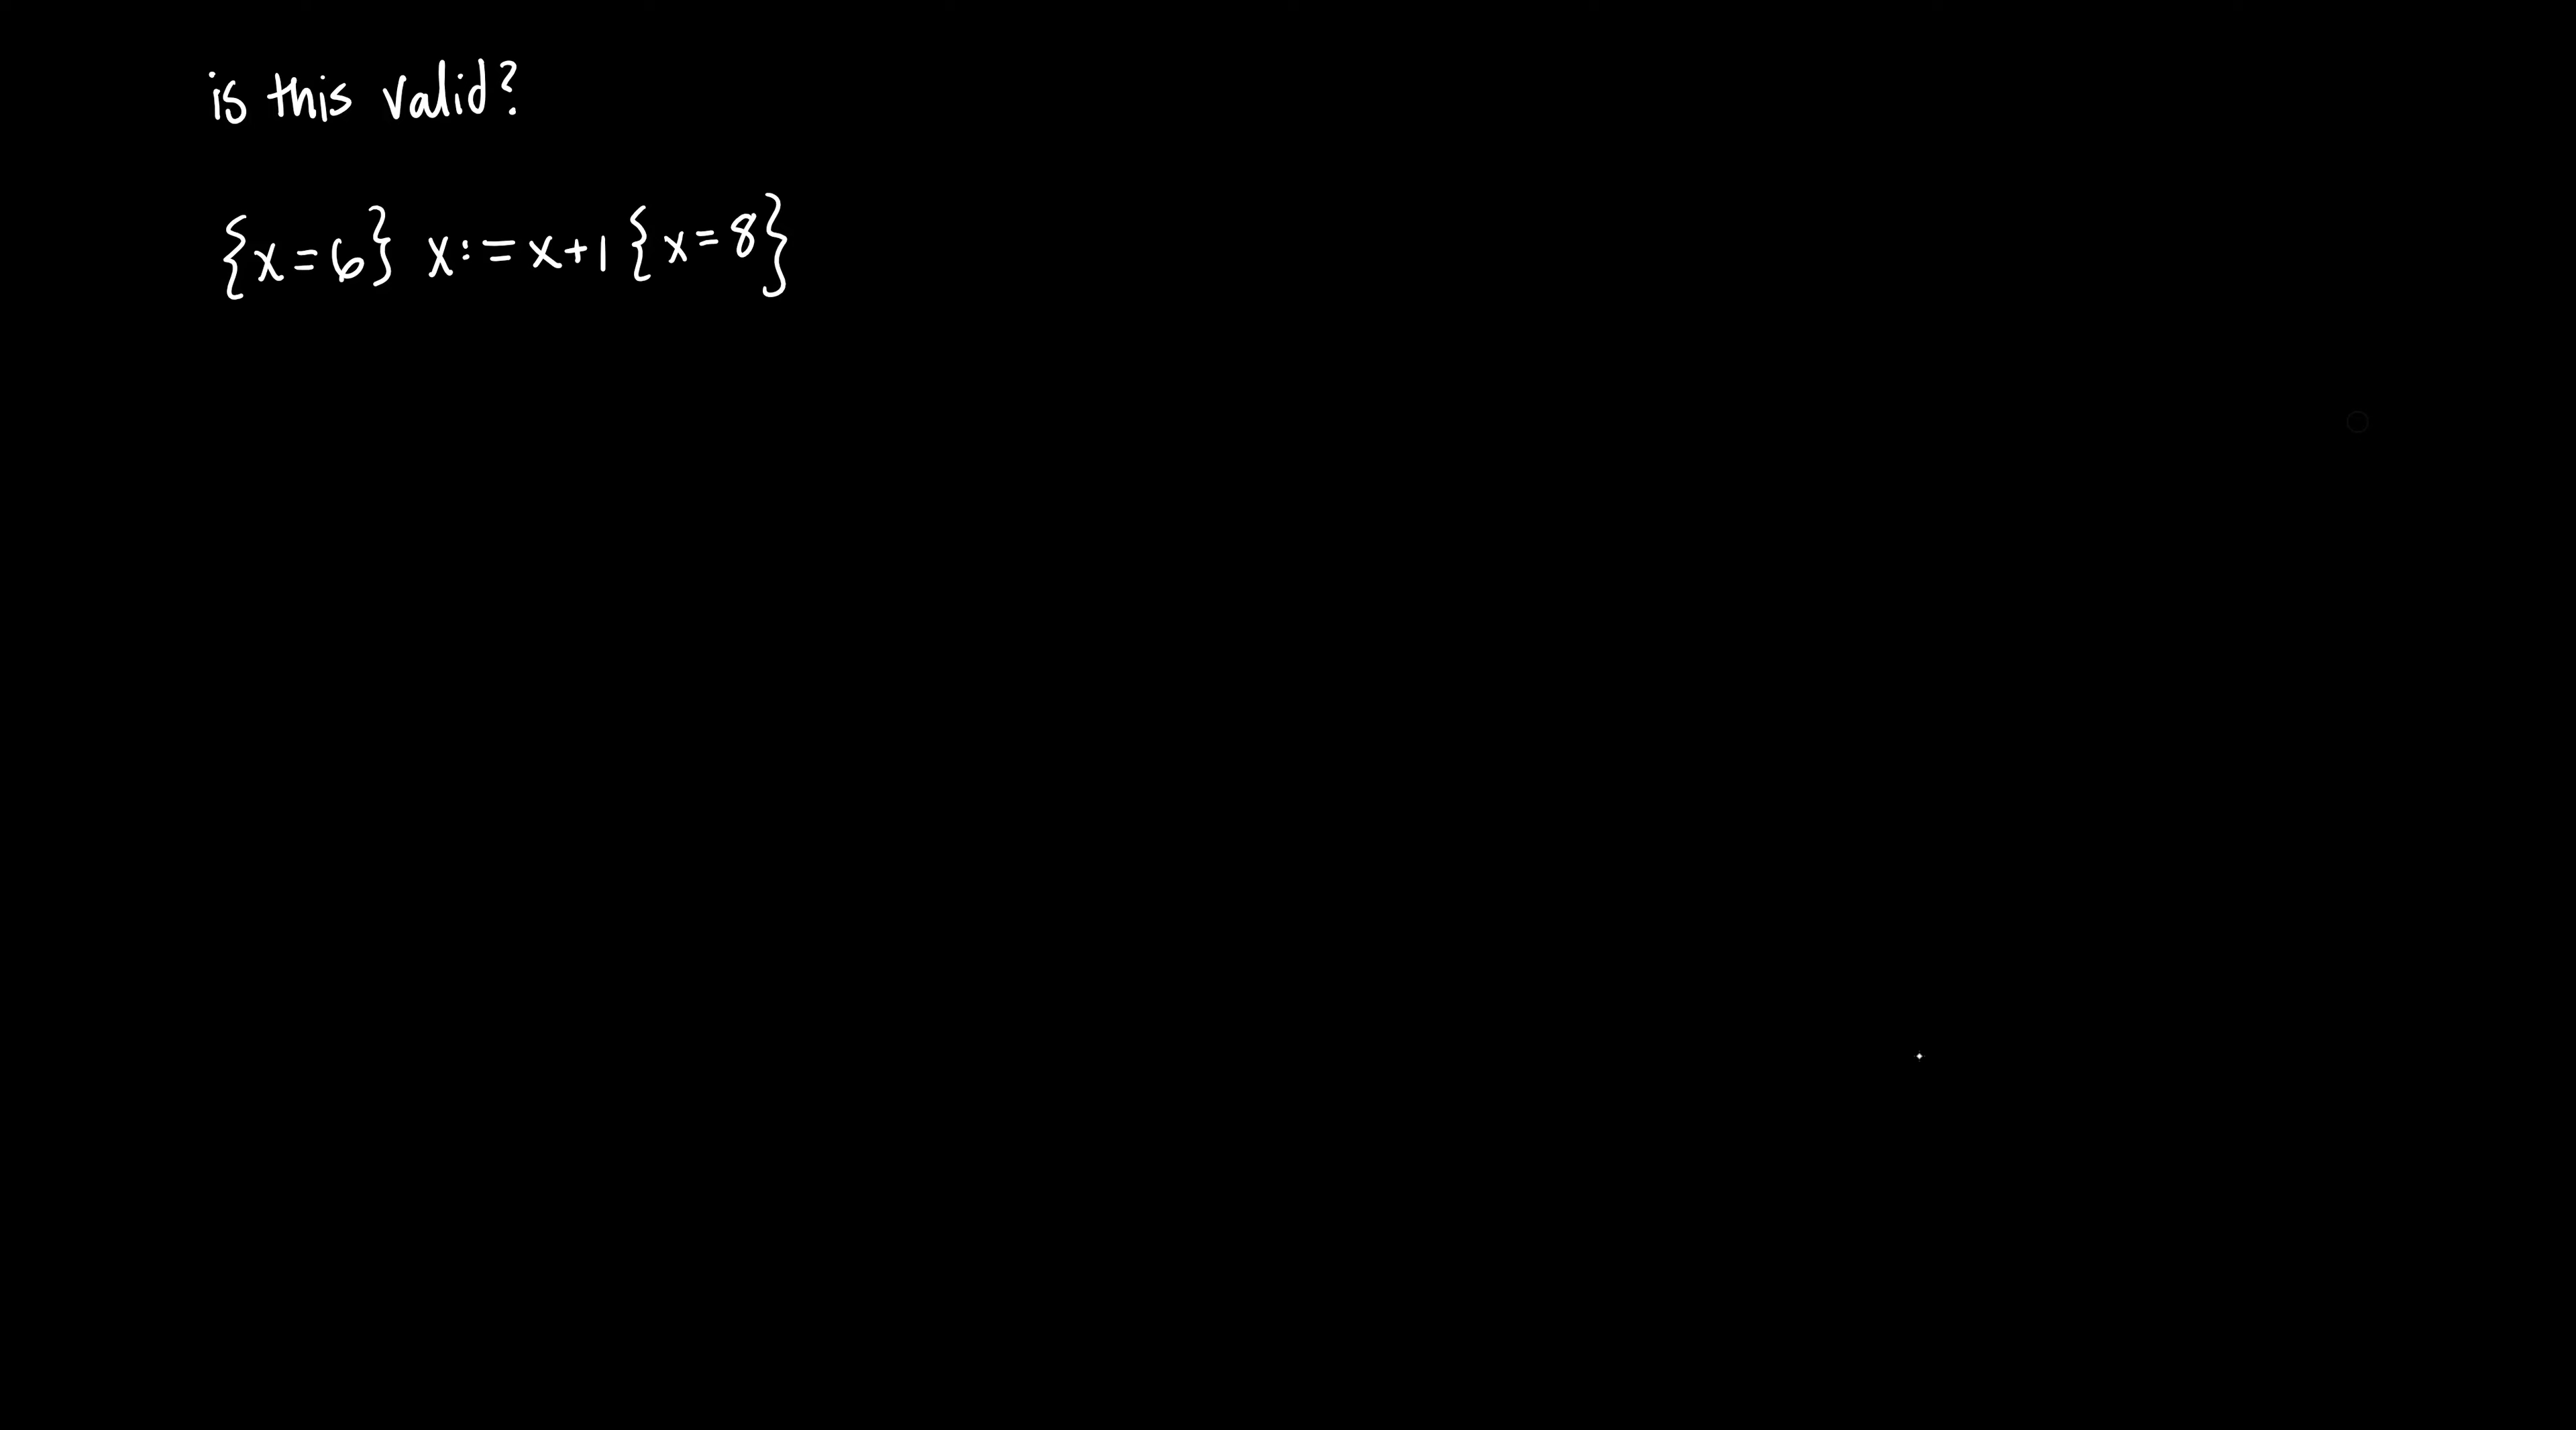 is this valid?
{x=6} x:=x+1 {x=8}